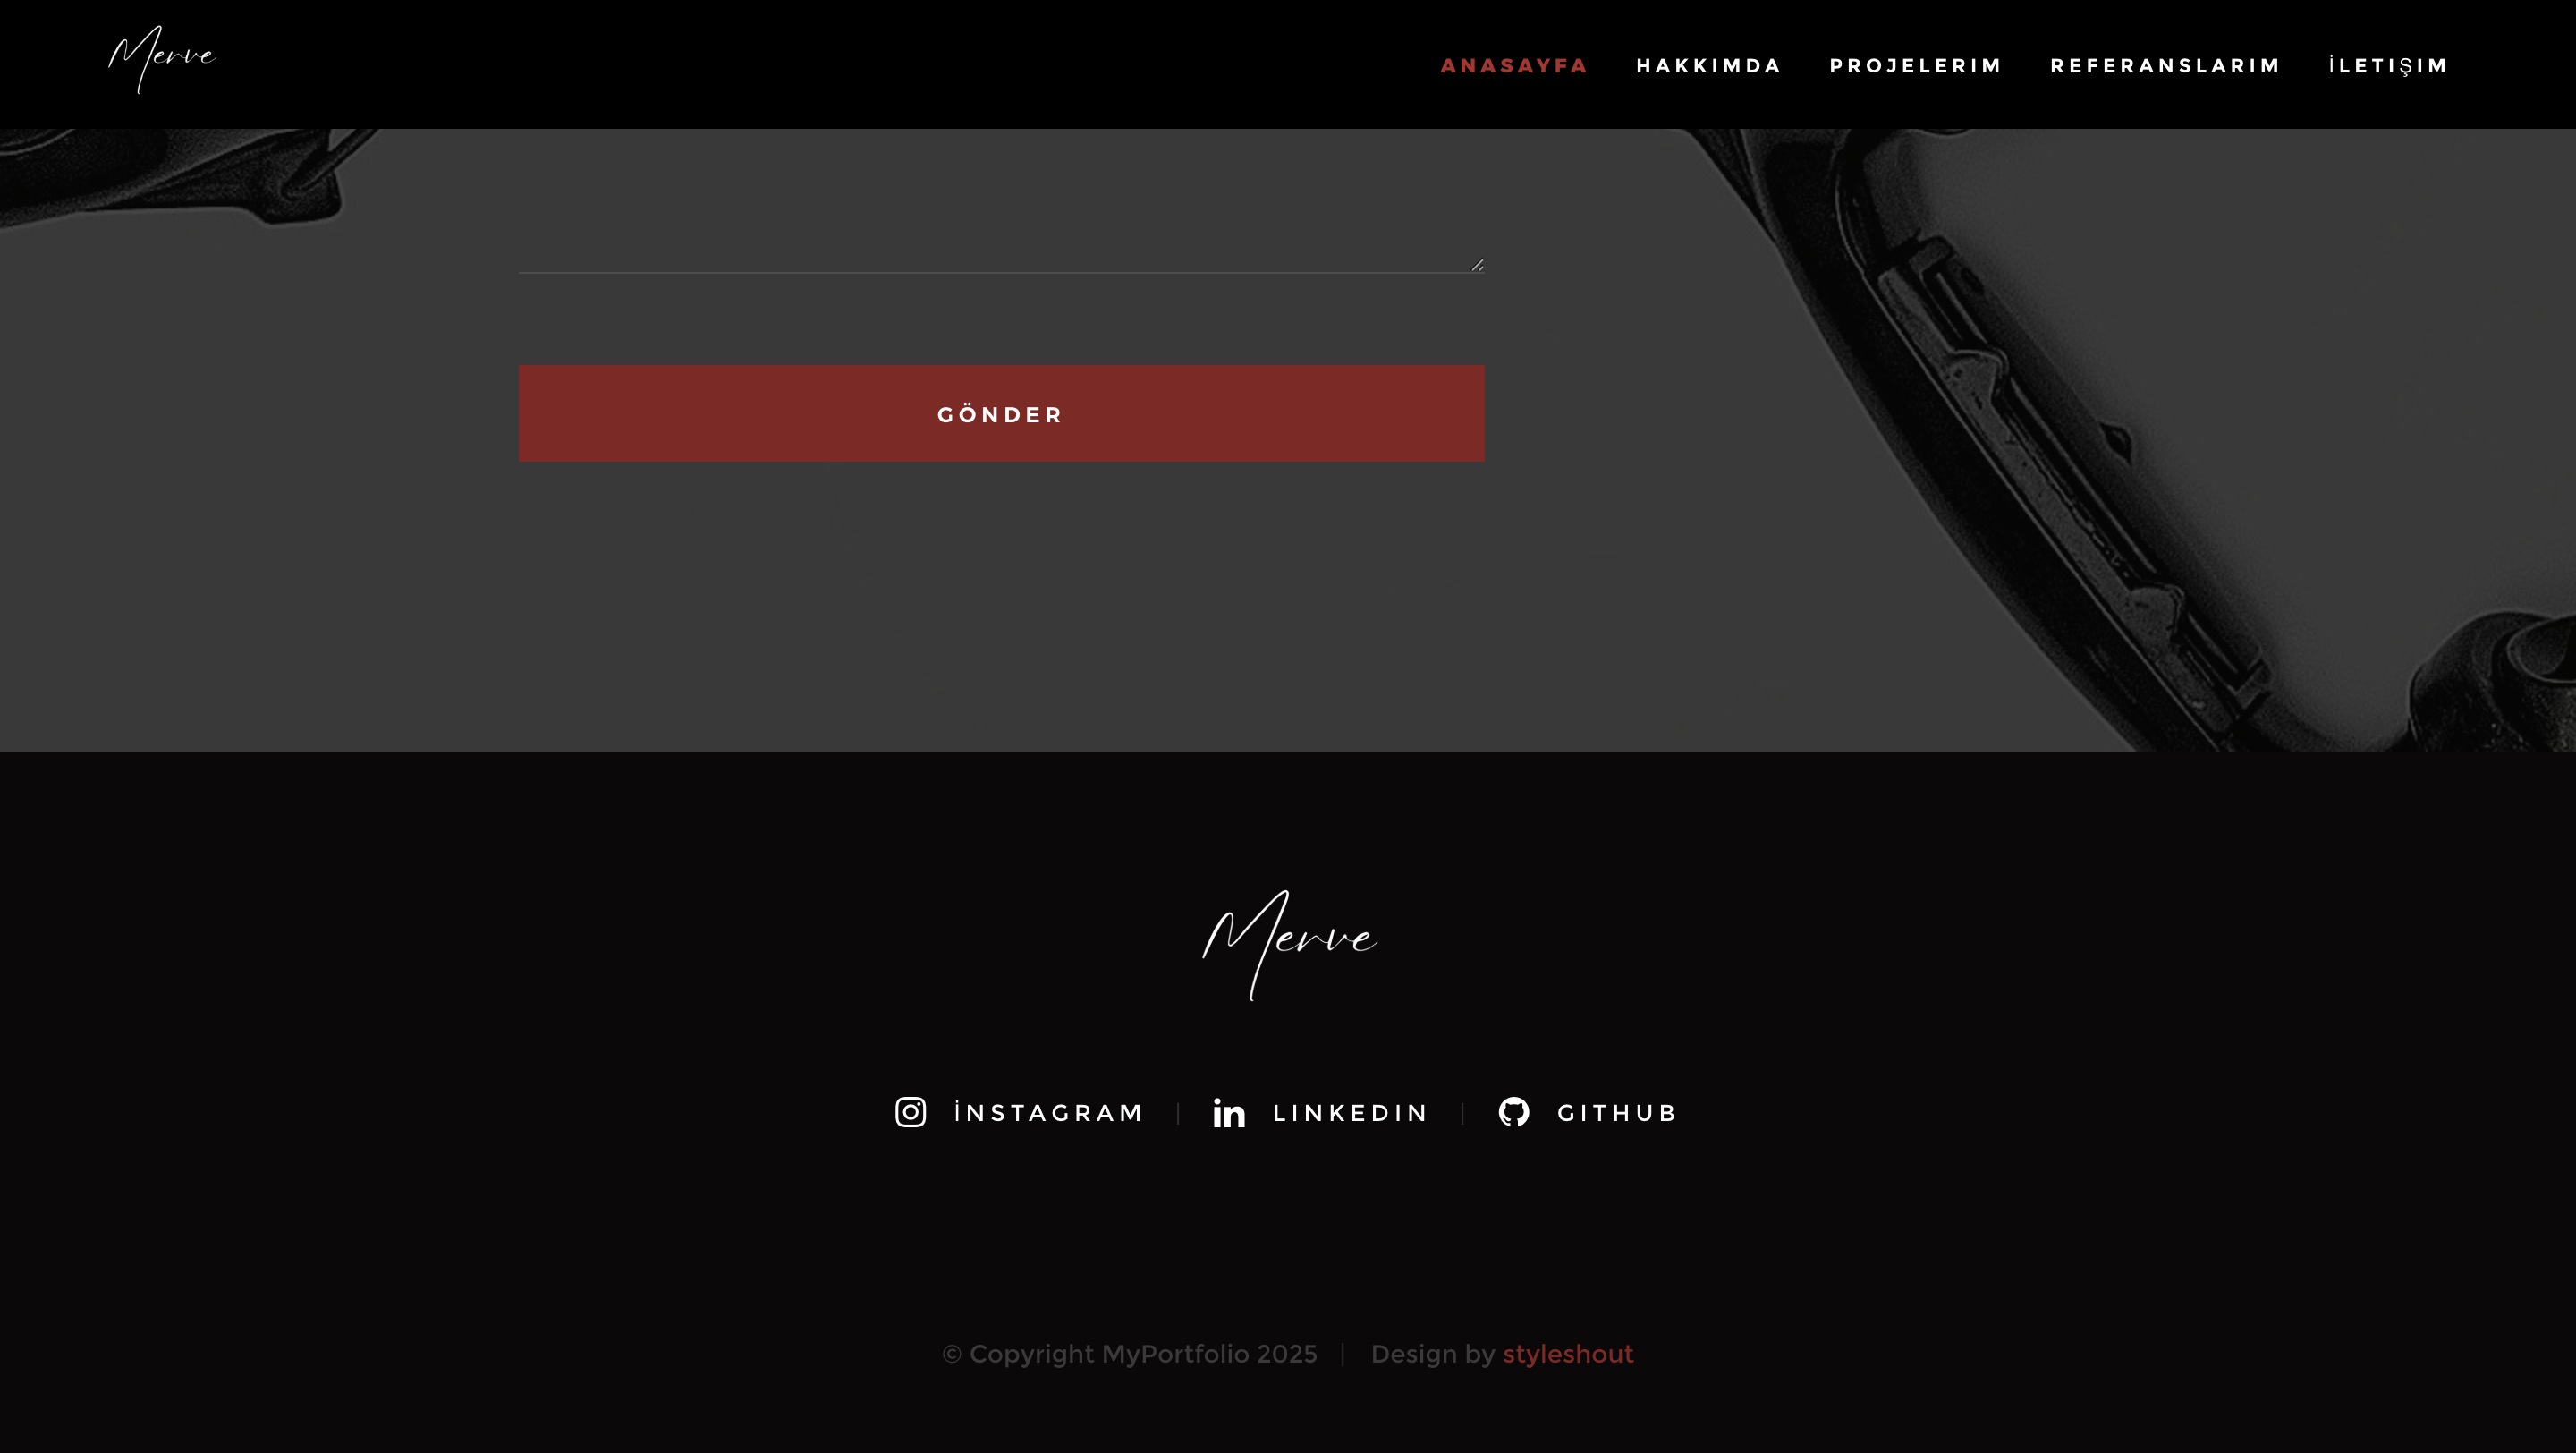 Merve
ANASAYFA HAKKIMDA PROJELERIM REFERANSLARIM İLETIŞIM
GÖNDER
Merve
İNSTAGRAM | LINKEDIN | GITHUB
© Copyright MyPortfolio 2025 | Design by styleshout